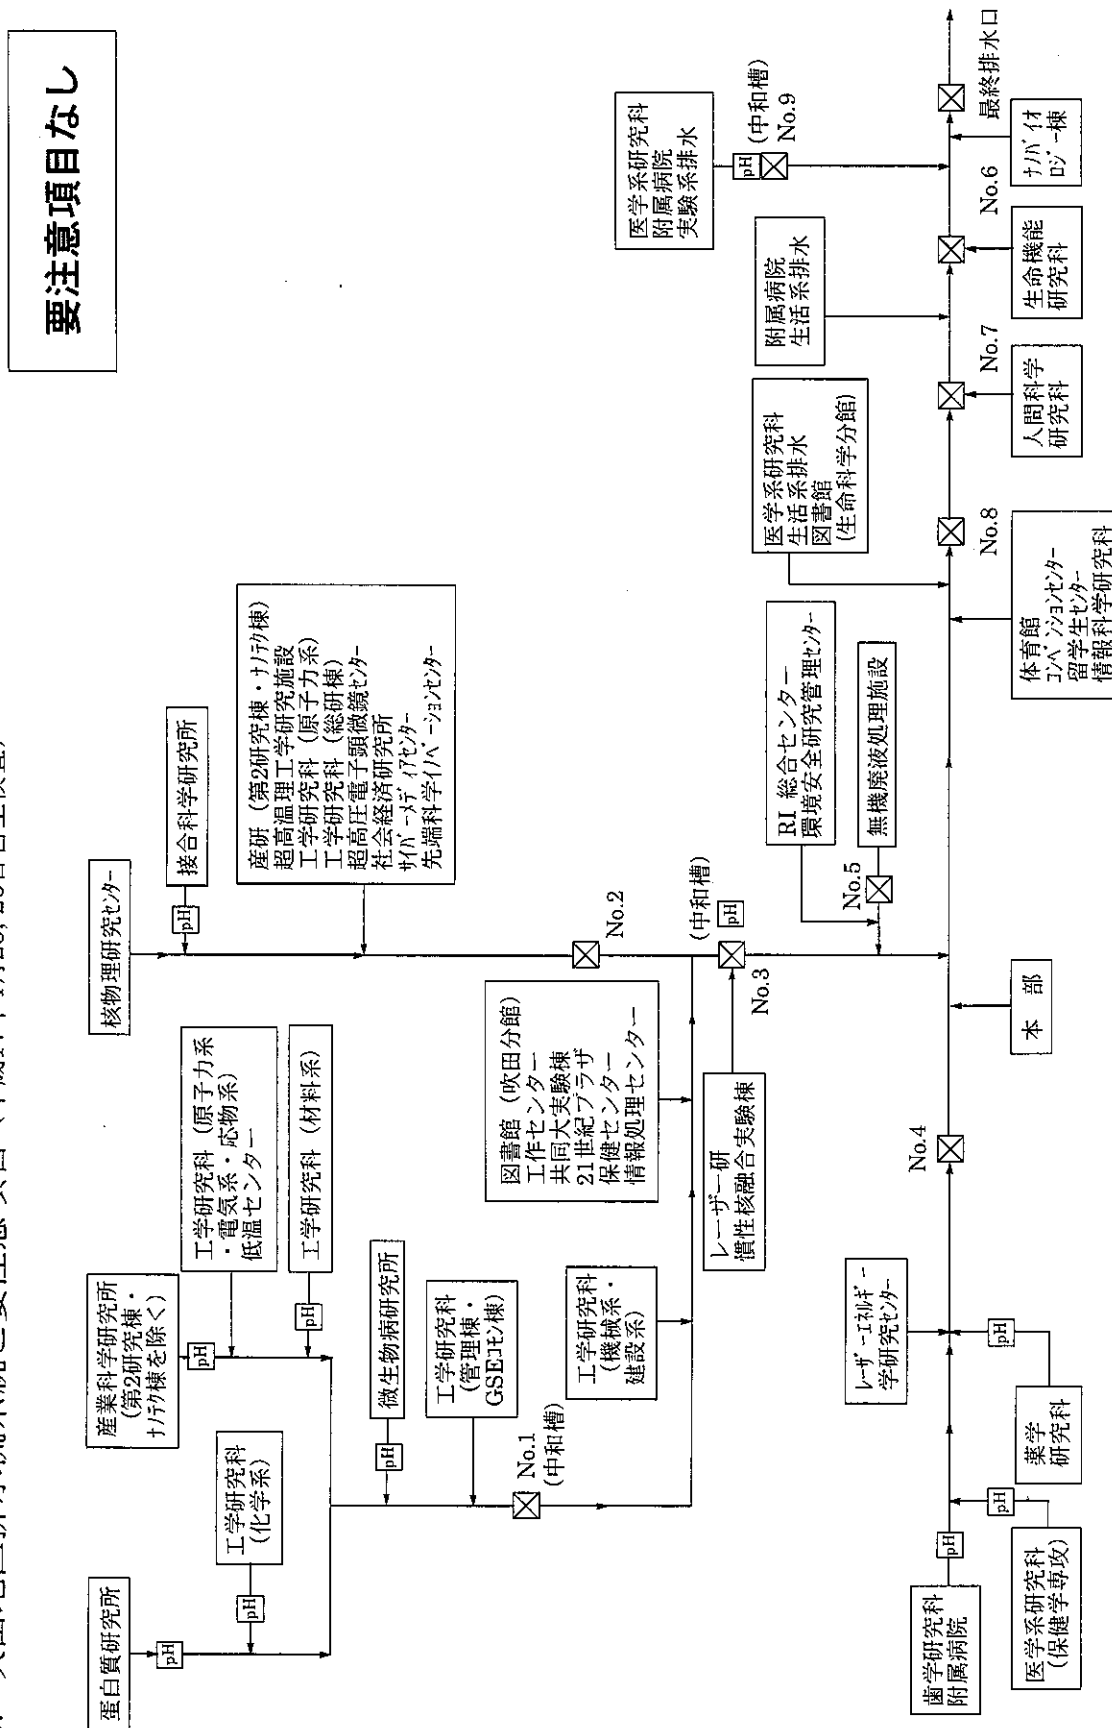 要注意項目なし
蛋白質研究所
pH
工学研究科
(化学系)
pH
産業科学研究所
(第2研究棟・
ナノテク棟を除く)
pH
工学研究科 (原子力系
・電気系・応物系)
低温センター
工学研究科 (材料系)
pH
核物理研究センター
接合科学研究所
pH
産研 (第2研究棟・ナノテク棟)
超高温理工学研究施設
工学研究科 (原子力系)
工学研究科 (総研棟)
超高圧電子顕微鏡センター
社会経済研究所
サイバーメディアセンター
先端科学イノベーションセンター
微生物病研究所
pH
工学研究科
(管理棟・
GSEコモン棟)
No.1
(中和槽)
図書館 (吹田分館)
工作センター
共同大実験棟
21世紀プラザ
保健センター
情報処理センター
No.2
工学研究科
(機械系・
建設系)
レーザー研
慣性核融合実験棟
(中和槽)
pH
No.3
RI 総合センター
環境安全研究管理センター
無機廃液処理施設
No.5
医学系研究科
生活系排水
図書館
(生命科学分館)
附属病院
生活系排水
医学系研究科
附属病院
実験系排水
pH
(中和槽)
No.9
歯学研究科
附属病院
pH
医学系研究科
(保健学専攻)
pH
レーザーエネルギー
学研究センター
薬学
研究科
pH
No.4
本 部
体育館
コンベンションセンター
留学生センター
情報科学研究科
No.8
人間科学
研究科
No.7
生命機能
研究科
No.6
ナノバイオ
ロジー棟
最終排水口